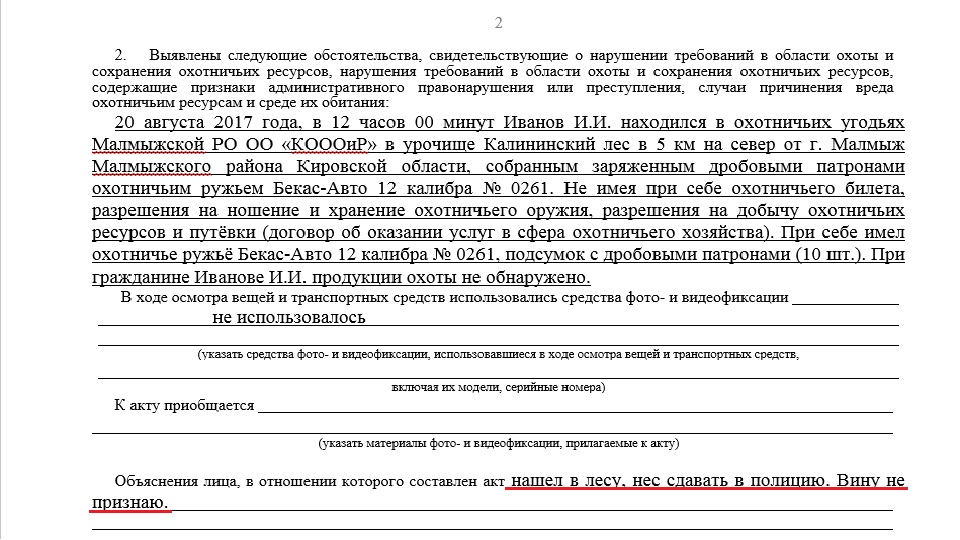 2
2. Выявлены следующие обстоятельства, свидетельствующие о нарушении требований в области охоты и
сохранения охотничьих ресурсов, нарушения требований в области охоты и сохранения охотничьих ресурсов,
содержащие признаки административного правонарушения или преступления, случаи причинения вреда
охотничьим ресурсам и среде их обитания:
20 августа 2017 года, в 12 часов 00 минут Иванов И.И. находился в охотничьих угодьях
Малмыжской РО ОО «КОООиР» в урочище Калининский лес в 5 км на север от г. Малмыж
Малмыжского района Кировской области, собранным заряженным дробовыми патронами
охотничьим ружьем Бекас-Авто 12 калибра № 0261. Не имея при себе охотничьего билета,
разрешения на ношение и хранение охотничьего оружия, разрешения на добычу охотничьих
ресурсов и путёвки (договор об оказании услуг в сфера охотничьего хозяйства). При себе имел
охотничье ружьё Бекас-Авто 12 калибра № 0261, подсумок с дробовыми патронами (10 шт.). При
гражданине Иванове И.И. продукции охоты не обнаружено.
В ходе осмотра вещей и транспортных средств использовались средства фото- и видеофиксации
не использовалось
(указать средства фото- и видеофиксации, использовавшиеся в ходе осмотра вещей и транспортных средств,
включая их модели, серийные номера)
К акту приобщается
(указать материалы фото- и видеофиксации, прилагаемые к акту)
Объяснения лица, в отношении которого составлен акт нашел в лесу, нес сдавать в полицию. Вину не
признаю.